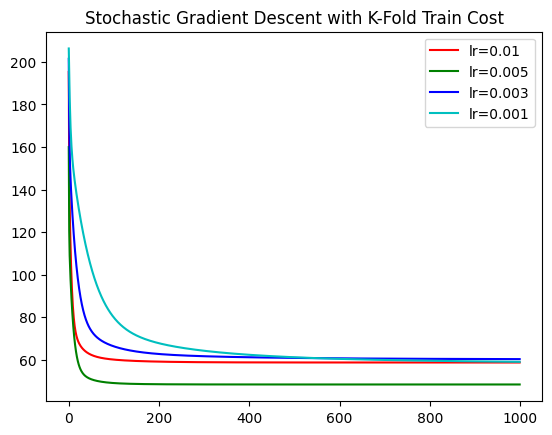 Stochastic Gradient Descent with K-Fold Train Cost
lr=0.01
lr=0.005
lr=0.003
lr=0.001
200
180
160
140
120
100
80
60
0 200 400 600 800 1000